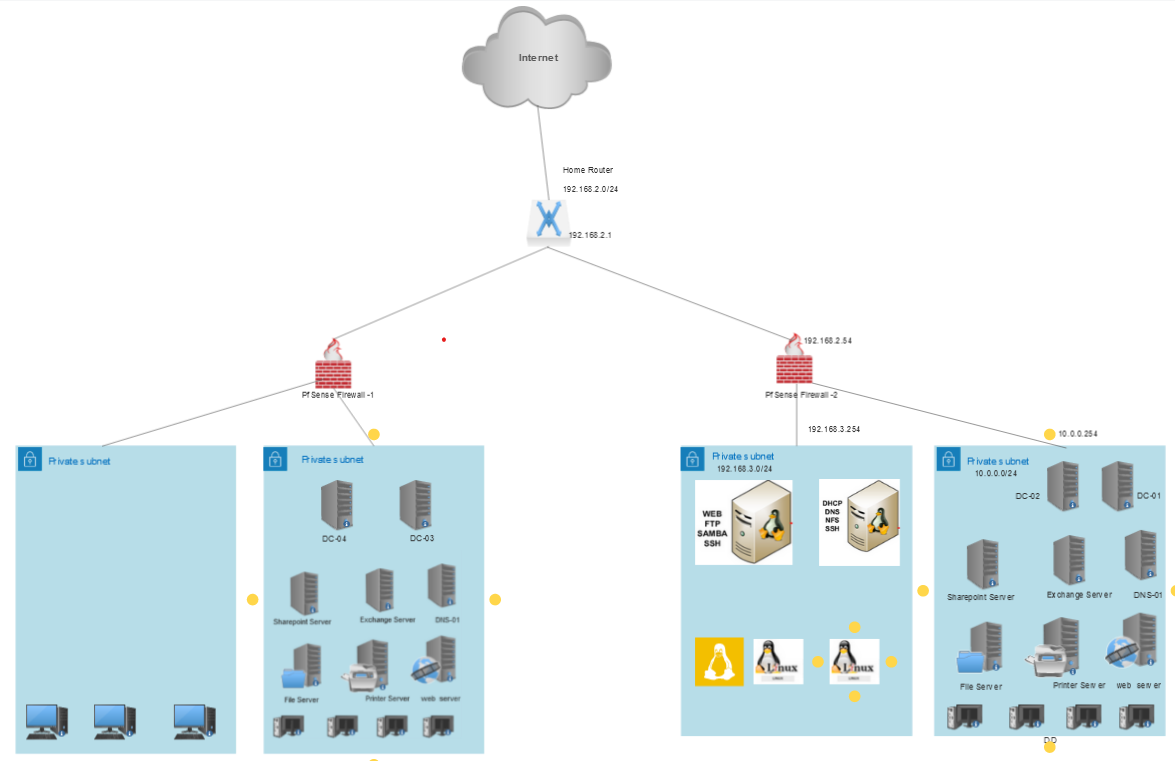 Internet
Home Router
192.168.2.0/24
192.168.2.1
192.168.2.54
PfSense Firewall -1
PfSense Firewall -2
192.168.3.254
10.0.0.254
Private subnet
Private subnet
DC-04
DC-03
Sharepoint Server
Exchange Server
DNS-01
File Server
Printer Server
web server
Private subnet
192.168.3.0/24
WEB
FTP
SAMBA
SSH
DHCP
DNS
NFS
SSH
Linux
Linux
Private subnet
10.0.0.0/24
DC-02
DC-01
Sharepoint Server
Exchange Server
DNS-01
File Server
Printer Server
web server
DD